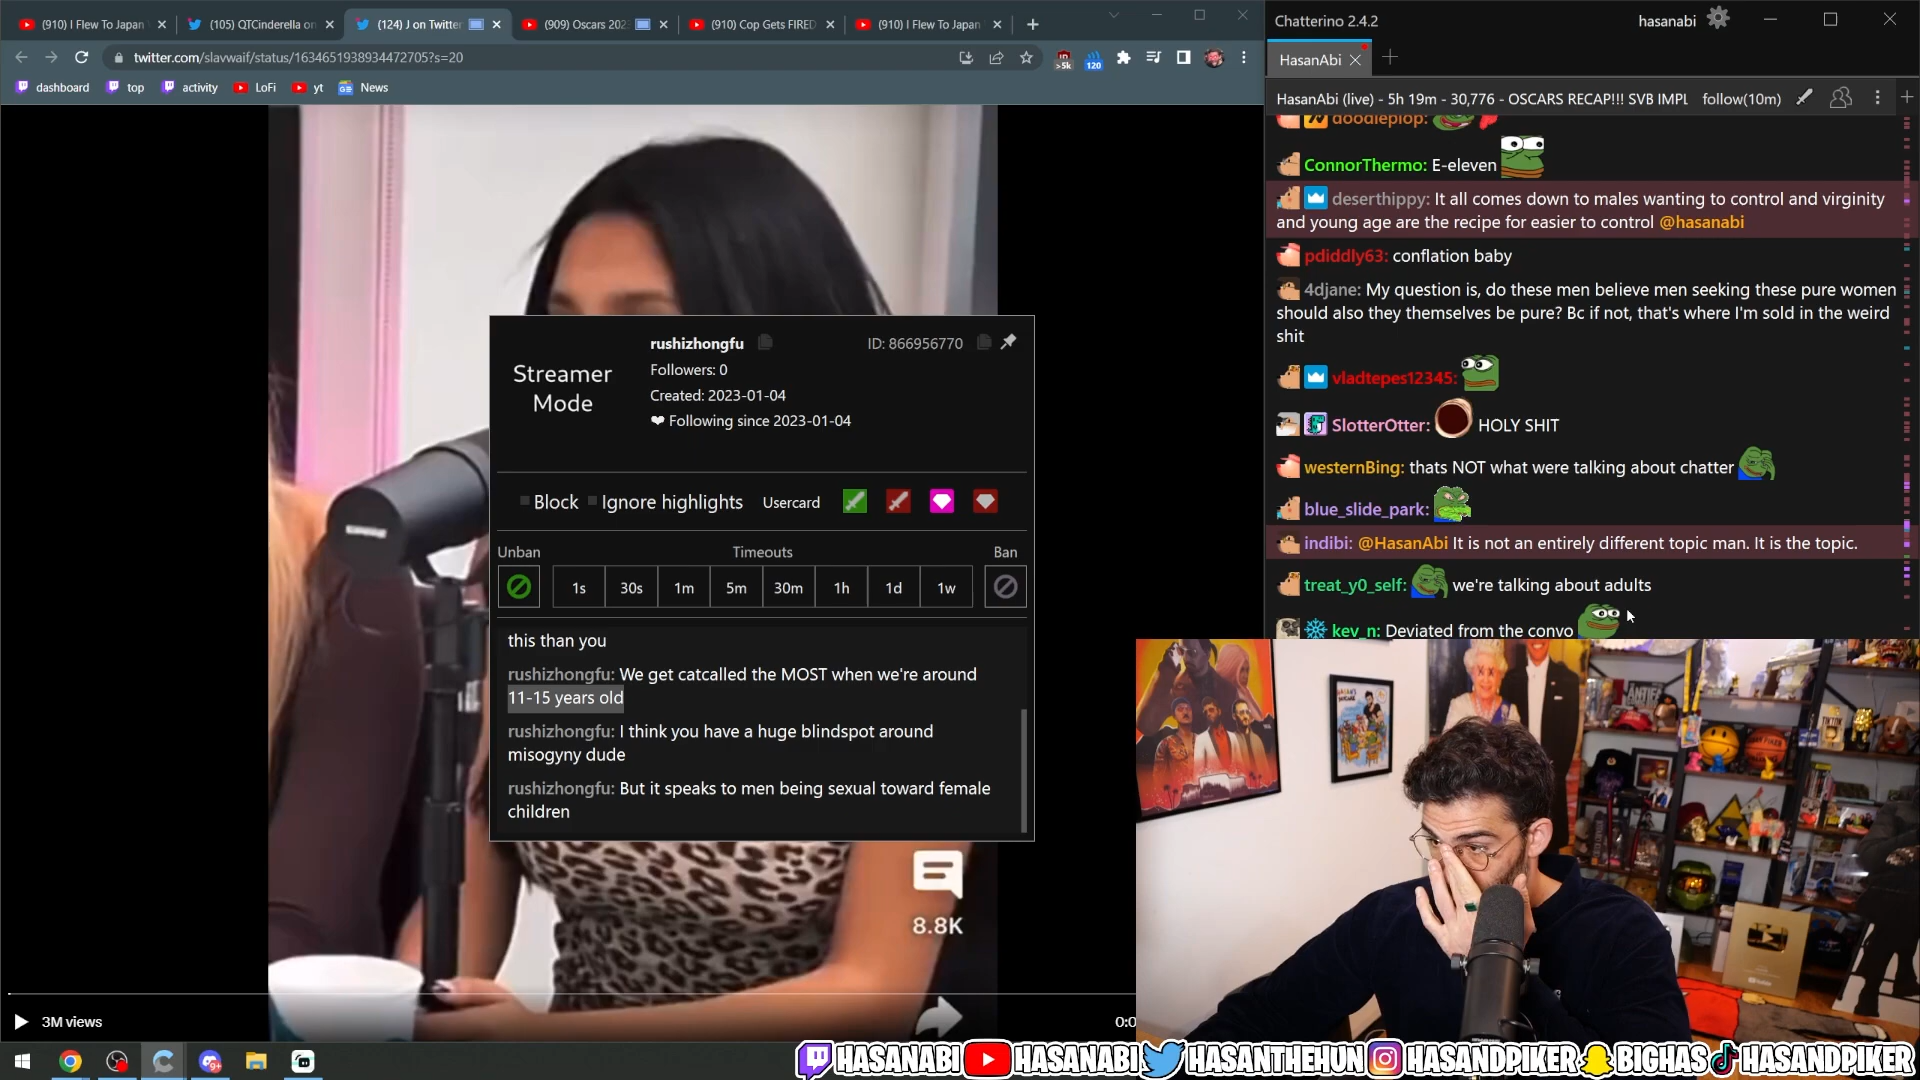 (910) I Flew To Japan
(105) QTCinderella on
(124) J on Twitter
(909) Oscars 202
(910) Cop Gets FIRED
(910) I Flew To Japan
twitter.com/slavwaif/status/1634651938934472705?s=20
>5k
120
dashboard
top
activity
LoFi
yt
News
Chatterino 2.4.2
hasanabi
HasanAbi
HasanAbi (live) - 5h 19m - 30,776 - OSCARS RECAP!!! SVB IMPL
follow(10m)
doodieplop:
ConnorThermo: E-eleven
deserthippy: It all comes down to males wanting to control and virginity
and young age are the recipe for easier to control @hasanabi
pdiddly63: conflation baby
4djane: My question is, do these men believe men seeking these pure women
should also they themselves be pure? Bc if not, that's where I'm sold in the weird
shit
vladtepes12345:
SlotterOtter: HOLY SHIT
westernBing: thats NOT what were talking about chatter
blue_slide_park:
indibi: @HasanAbi It is not an entirely different topic man. It is the topic.
treat_y0_self: we're talking about adults
kev_n: Deviated from the convo
Streamer
Mode
rushizhongfu
ID: 866956770
Followers: 0
Created: 2023-01-04
❤ Following since 2023-01-04
Block
Ignore highlights
Usercard
Unban
Timeouts
Ban
1s
30s
1m
5m
30m
1h
1d
1w
this than you
rushizhongfu: We get catcalled the MOST when we're around
11-15 years old
rushizhongfu: I think you have a huge blindspot around
misogyny dude
rushizhongfu: But it speaks to men being sexual toward female
children
8.8K
3M views
0:0
HASANABI
HASANABI
HASANTHEHUN
HASANDPIKER
BIGHAS
HASANDPIKER